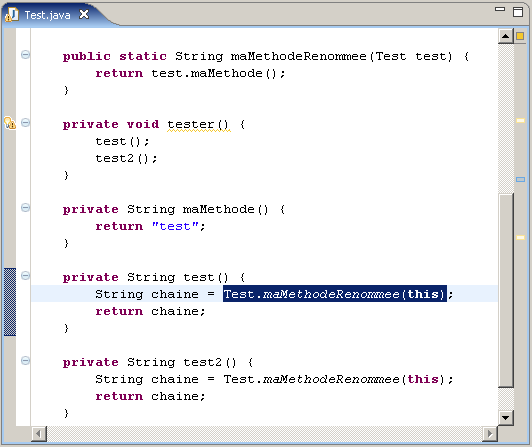 Test.java
public static String maMethodeRenommee(Test test) {
return test.maMethode();
}
private void tester() {
test();
test2();
}
private String maMethode() {
return "test";
}
private String test() {
String chaine = Test.maMethodeRenommee(this);
return chaine;
}
private String test2() {
String chaine = Test.maMethodeRenommee(this);
return chaine;
}